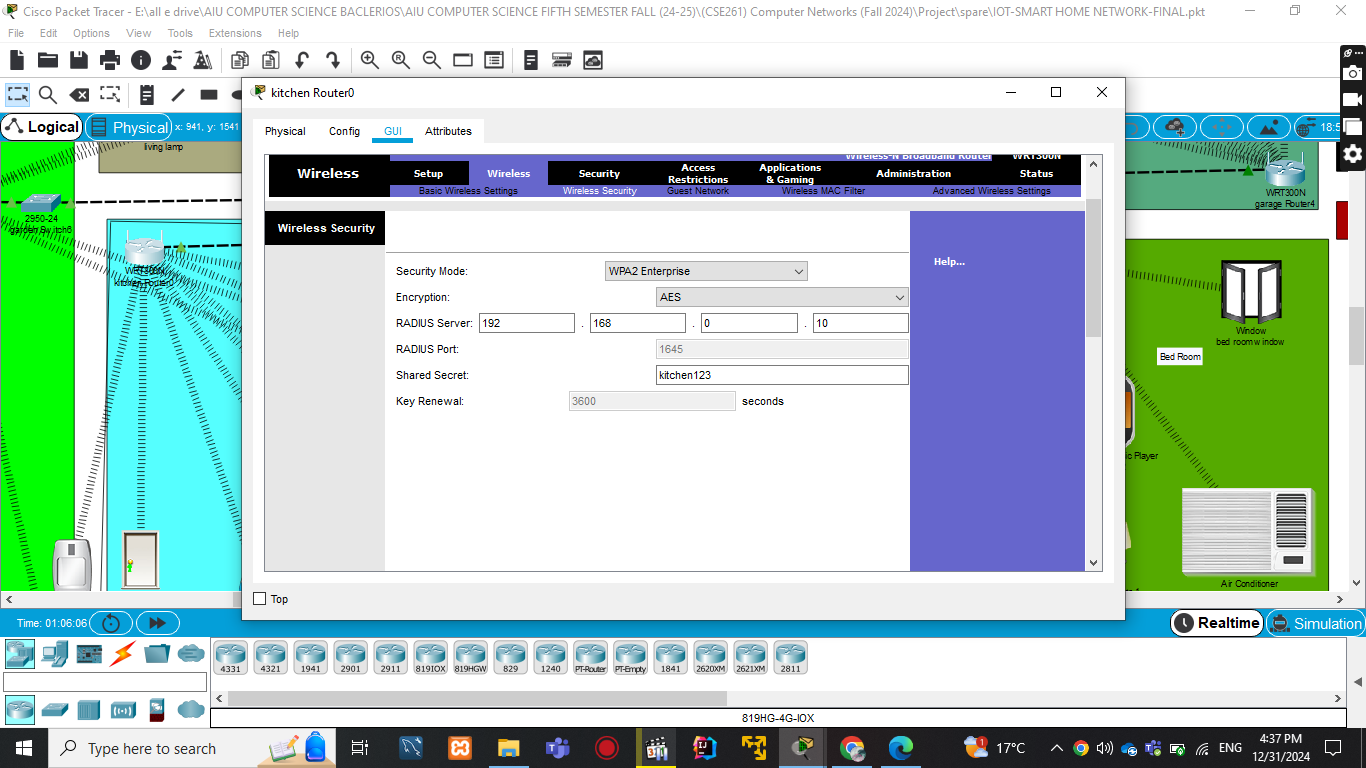 Cisco Packet Tracer - E:\all e drive\AIU COMPUTER SCIENCE BACLERIOS\AIU COMPUTER SCIENCE FIFTH SEMESTER FALL (24-25)\(CSE261) Computer Networks (Fall 2024)\Project\spare\IOT-SMART HOME NETWORK-FINAL.pkt
File Edit Options View Tools Extensions Help
Logical Physical x: 941, y: 1541
living lamp
2950-24
garden Switch6
WRT300N
kitchen Router0
kitchen Router0
Physical Config GUI Attributes
Wireless-N Broadband Router WRT300N
Wireless
Setup Wireless Security Access Restrictions Applications & Gaming Administration Status
Basic Wireless Settings Wireless Security Guest Network Wireless MAC Filter Advanced Wireless Settings
Wireless Security
Help...
Security Mode: WPA2 Enterprise
Encryption: AES
RADIUS Server: 192 . 168 . 0 . 10
RADIUS Port: 1645
Shared Secret: kitchen123
Key Renewal: 3600 seconds
Top
WRT300N
garage Router4
Window
bed room window
Bed Room
Player
Air Conditioner
Time: 01:06:06
Realtime Simulation
4331 4321 1941 2901 2911 819IOX 819HGW 829 1240 PT-Router PT-Empty 1841 2620XM 2621XM 2811
819HG-4G-IOX
Type here to search
17°C
ENG
4:37 PM
12/31/2024